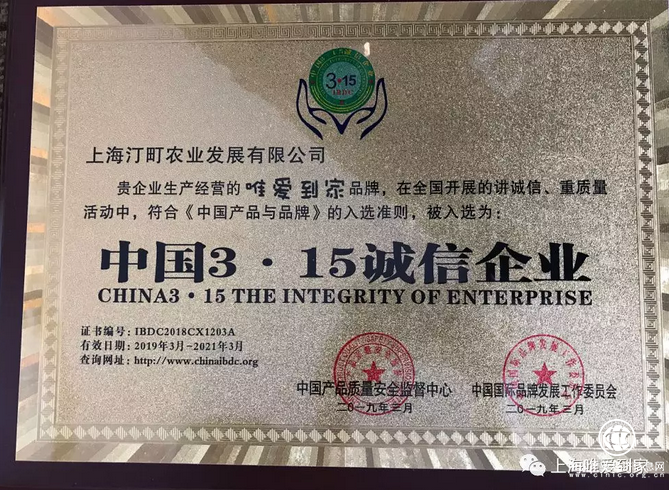 3·15
IBDC
上海汀町农业发展有限公司
贵企业生产经营的唯爱到家品牌，在全国开展的讲诚信、重质量
活动中，符合《中国产品与品牌》的入选准则，被入选为：
中国3·15诚信企业
CHINA3·15 THE INTEGRITY OF ENTERPRISE
证书编号：IBDC2018CX1203A
有效日期：2019年3月-2021年3月
查询网址：http://www.chinaibdc.org
中国产品质量安全监督中心
二〇一九年三月
中国国际品牌发展工作委员会
二〇一九年三月
上海唯爱到家
www.cinic.org.cn